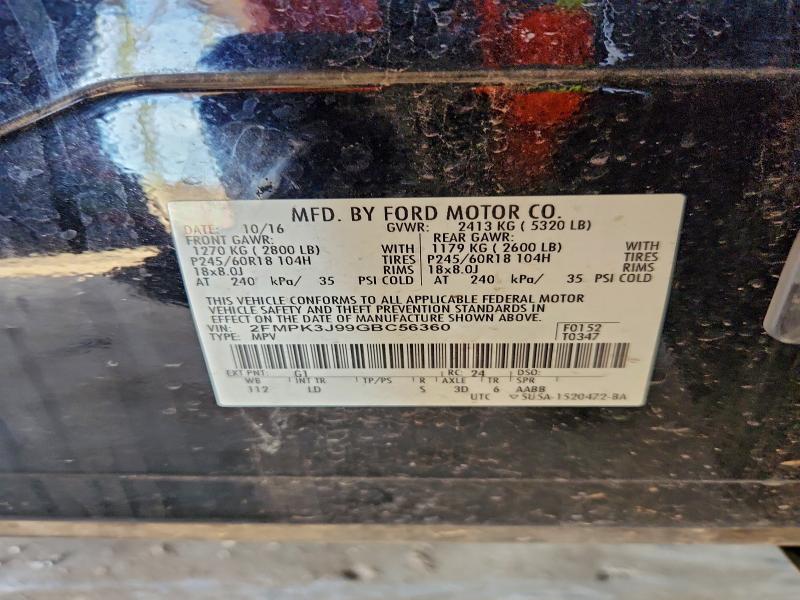 MFD. BY FORD MOTOR CO.
DATE: 10/16 GVWR: 2413 KG ( 5320 LB)
FRONT GAWR: REAR GAWR:
1270 KG ( 2800 LB) WITH 1179 KG ( 2600 LB) WITH
P245/60R18 104H TIRES P245/60R18 104H TIRES
18x8.0J RIMS 18x8.0J RIMS
AT 240 kPa/ 35 PSI COLD AT 240 kPa/ 35 PSI COLD
THIS VEHICLE CONFORMS TO ALL APPLICABLE FEDERAL MOTOR
VEHICLE SAFETY AND THEFT PREVENTION STANDARDS IN
EFFECT ON THE DATE OF MANUFACTURE SHOWN ABOVE.
VIN: 2FMPK3J99GBC56360 F0152
TYPE: MPV T0347
EXT PNT: G1 RC: 24 DSO:
WB INT TR TP/PS R AXLE TR SPR
112 LD S 3D 6 AABB
UTC ▽SU5A-1520472-BA